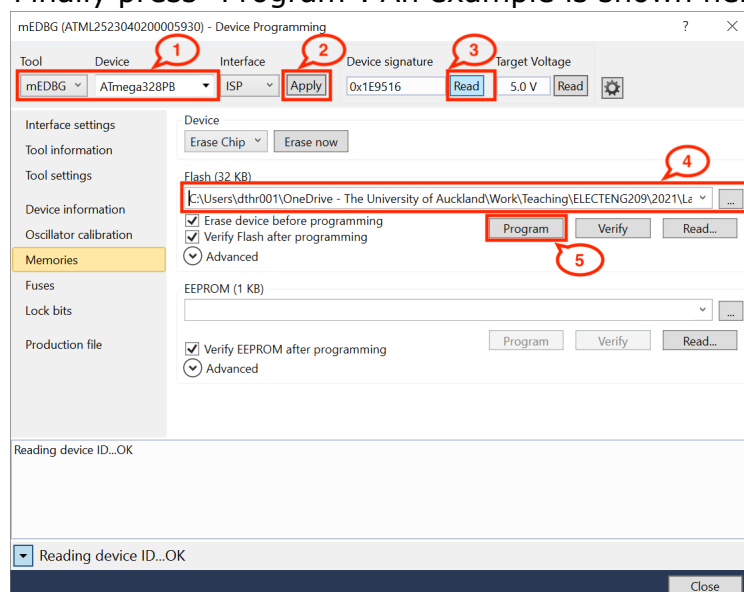 Finally press "Program". An example is shown her
mEDBG (ATML2523040200005930) - Device Programming ? ×
1 2 3
Tool Device Interface Device signature Target Voltage
mEDBG ATmega328PB ISP Apply 0x1E9516 Read 5.0 V Read
Interface settings
Tool information
Tool settings
Device information
Oscillator calibration
Memories
Fuses
Lock bits
Production file
Device
Erase Chip Erase now
4
Flash (32 KB)
C:\Users\dthr001\OneDrive - The University of Auckland\Work\Teaching\ELECTENG209\2021\La ...
Erase device before programming
Verify Flash after programming
Program Verify Read...
Advanced
5
EEPROM (1 KB)
...
Verify EEPROM after programming
Program Verify Read...
Advanced
Reading device ID...OK
Reading device ID...OK
Close